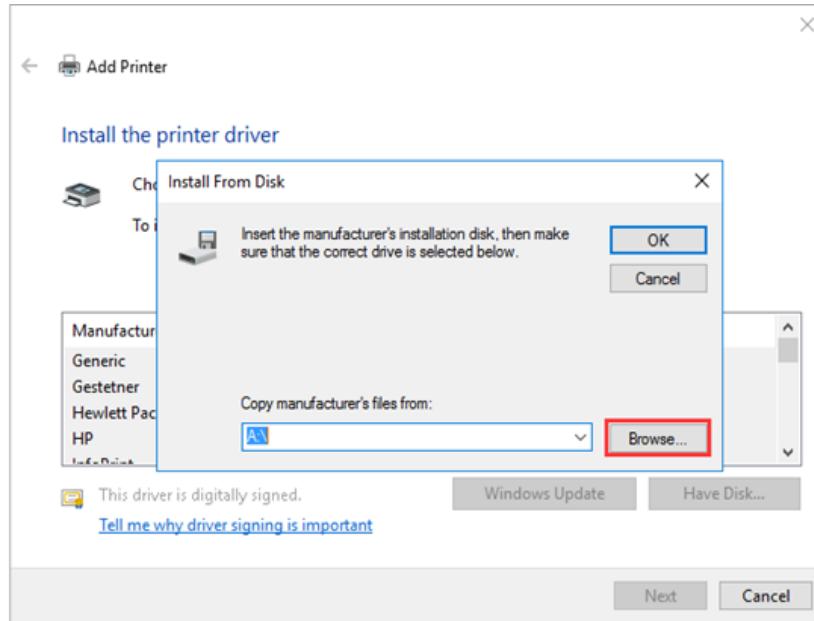 Add Printer
Install the printer driver
Install From Disk
Insert the manufacturer's installation disk, then make
sure that the correct drive is selected below.
OK
Cancel
To i
Manufactur
Generic
Gestetner
Hewlett Pac
HP
Copy manufacturer's files from:
A:\
Browse...
This driver is digitally signed.
Windows Update
Have Disk...
Tell me why driver signing is important
Next
Cancel